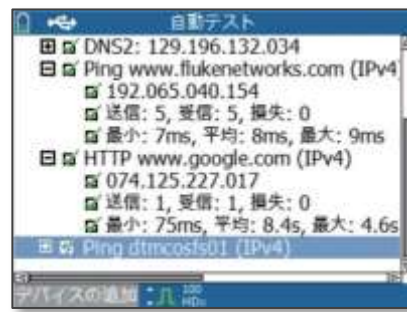 自動テスト
DNS2: 129.196.132.034
Ping www.flukenetworks.com (IPv4
192.065.040.154
送信: 5, 受信: 5, 損失: 0
最小: 7ms, 平均: 8ms, 最大: 9ms
HTTP www.google.com (IPv4)
074.125.227.017
送信: 1, 受信: 1, 損失: 0
最小: 75ms, 平均: 8.4s, 最大: 4.6s
Ping dtmcosfs01 (IPv4)
デバイスの追加
100
HDx